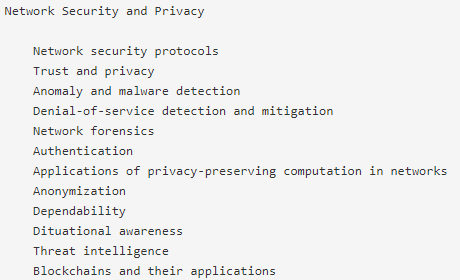 Network Security and Privacy
Network security protocols
Trust and privacy
Anomaly and malware detection
Denial-of-service detection and mitigation
Network forensics
Authentication
Applications of privacy-preserving computation in networks
Anonymization
Dependability
Dituational awareness
Threat intelligence
Blockchains and their applications